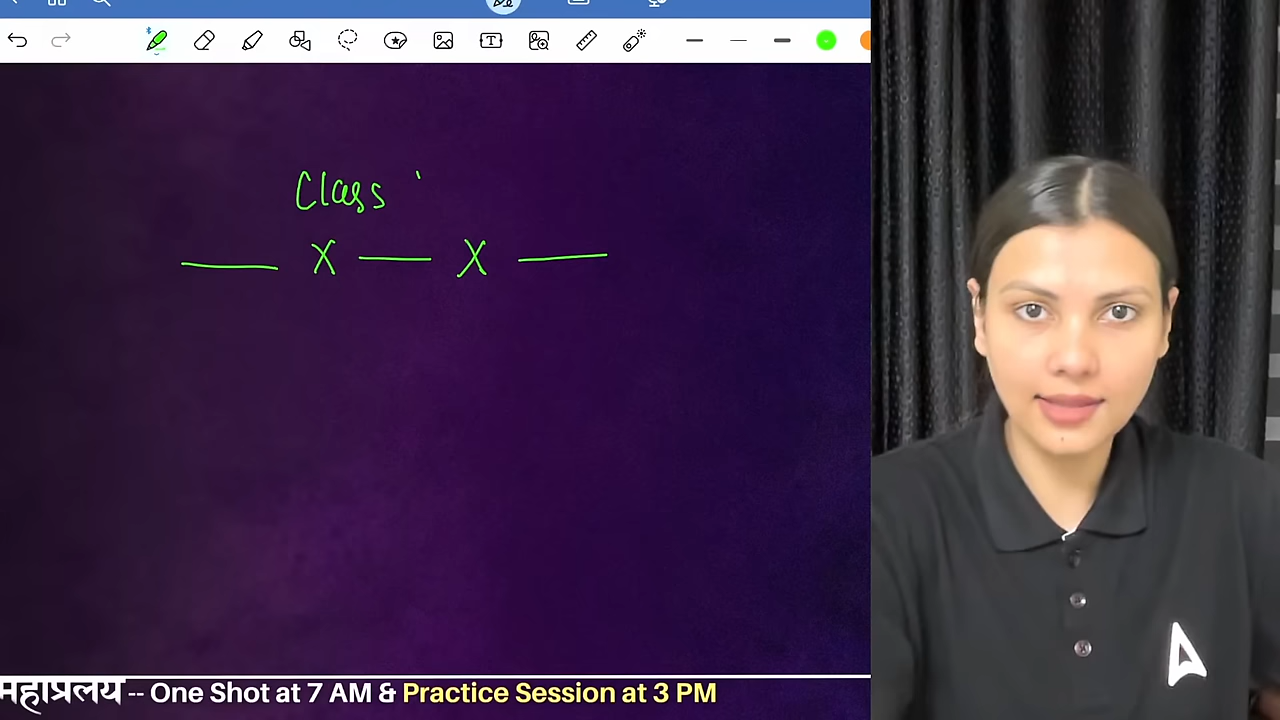 Class
— X — X —
महाप्रलय -- One Shot at 7 AM & Practice Session at 3 PM